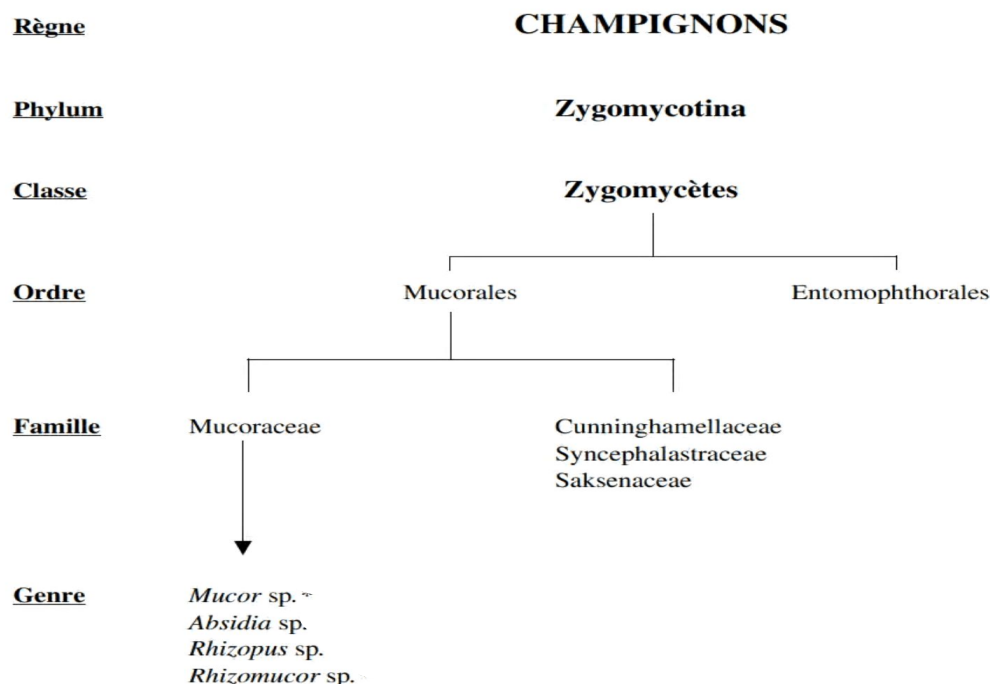 Règne CHAMPIGNONS
Phylum Zygomycotina
Classe Zygomycètes
Ordre Mucorales Entomophthorales
Famille Mucoraceae Cunninghamellaceae
Syncephalastraceae
Saksenaceae
Genre Mucor sp.
Absidia sp.
Rhizopus sp.
Rhizomucor sp.